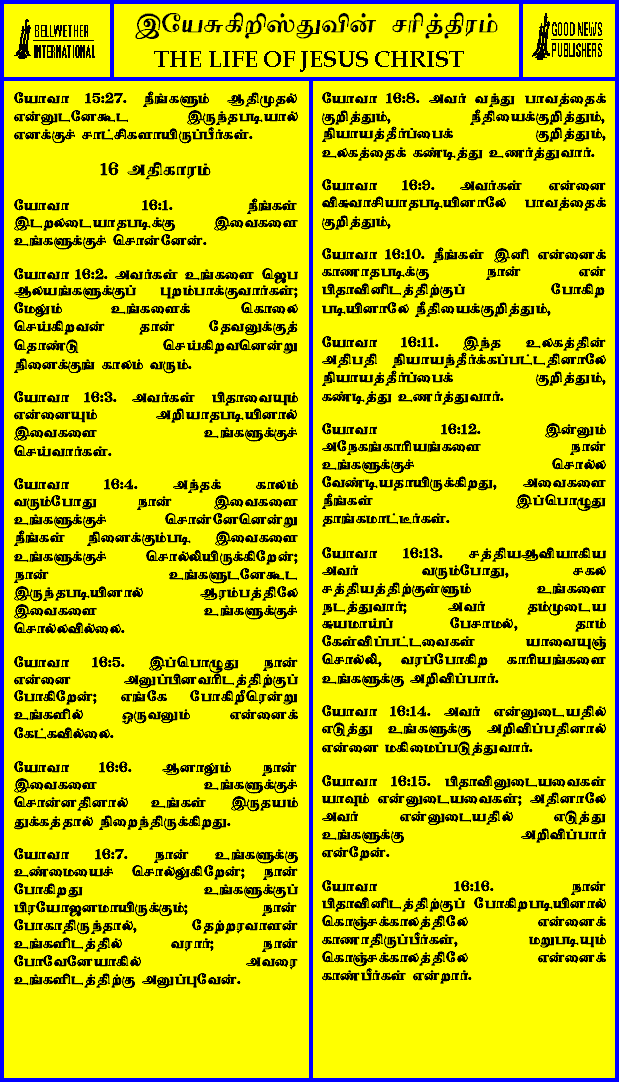 BELLWETHER
INTERNATIONAL
இயேசுகிறிஸ்துவின் சரித்திரம்
THE LIFE OF JESUS CHRIST
GOOD NEWS
PUBLISHERS
யோவா 15:27. நீங்களும் ஆதிமுதல்
என்னுடனேகூட இருந்தபடியால்
எனக்குச் சாட்சிகளாயிருப்பீர்கள்.
16 அதிகாரம்
யோவா 16:1. நீங்கள்
இடறலடையாதபடிக்கு இவைகளை
உங்களுக்குச் சொன்னேன்.
யோவா 16:2. அவர்கள் உங்களை ஜெப
ஆலயங்களுக்குப் புறம்பாக்குவார்கள்;
மேலும் உங்களைக் கொலை
செய்கிறவன் தான் தேவனுக்குத்
தொண்டு செய்கிறவனென்று
நினைக்குங் காலம் வரும்.
யோவா 16:3. அவர்கள் பிதாவையும்
என்னையும் அறியாதபடியினால்
இவைகளை உங்களுக்குச்
செய்வார்கள்.
யோவா 16:4. அந்தக் காலம்
வரும்போது நான் இவைகளை
உங்களுக்குச் சொன்னேனென்று
நீங்கள் நினைக்கும்படி இவைகளை
உங்களுக்குச் சொல்லியிருக்கிறேன்;
நான் உங்களுடனேகூட
இருந்தபடியினால் ஆரம்பத்திலே
இவைகளை உங்களுக்குச்
சொல்லவில்லை.
யோவா 16:5. இப்பொழுது நான்
என்னை அனுப்பினவரிடத்திற்குப்
போகிறேன்; எங்கே போகிறீரென்று
உங்களில் ஒருவனும் என்னைக்
கேட்கவில்லை.
யோவா 16:6. ஆனாலும் நான்
இவைகளை உங்களுக்குச்
சொன்னதினால் உங்கள் இருதயம்
துக்கத்தால் நிறைந்திருக்கிறது.
யோவா 16:7. நான் உங்களுக்கு
உண்மையைச் சொல்லுகிறேன்; நான்
போகிறது உங்களுக்குப்
பிரயோஜனமாயிருக்கும்; நான்
போகாதிருந்தால், தேற்றரவாளன்
உங்களிடத்தில் வரார்; நான்
போவேனேயாகில் அவரை
உங்களிடத்திற்கு அனுப்புவேன்.
யோவா 16:8. அவர் வந்து பாவத்தைக்
குறித்தும், நீதியைக்குறித்தும்,
நியாயத்தீர்ப்பைக் குறித்தும்,
உலகத்தைக் கண்டித்து உணர்த்துவார்.
யோவா 16:9. அவர்கள் என்னை
விசுவாசியாதபடியினாலே பாவத்தைக்
குறித்தும்,
யோவா 16:10. நீங்கள் இனி என்னைக்
காணாதபடிக்கு நான் என்
பிதாவினிடத்திற்குப் போகிற
படியினாலே நீதியைக்குறித்தும்,
யோவா 16:11. இந்த உலகத்தின்
அதிபதி நியாயந்தீர்க்கப்பட்டதினாலே
நியாயத்தீர்ப்பைக் குறித்தும்,
கண்டித்து உணர்த்துவார்.
யோவா 16:12. இன்னும்
அநேகங்காரியங்களை நான்
உங்களுக்குச் சொல்ல
வேண்டியதாயிருக்கிறது, அவைகளை
நீங்கள் இப்பொழுது
தாங்கமாட்டீர்கள்.
யோவா 16:13. சத்திய-ஆவியாகிய
அவர் வரும்போது, சகல
சத்தியத்திற்குள்ளும் உங்களை
நடத்துவார்; அவர் தம்முடைய
சுயமாய்ப் பேசாமல், தாம்
கேள்விப்பட்டவைகள் யாவையுஞ்
சொல்லி, வரப்போகிற காரியங்களை
உங்களுக்கு அறிவிப்பார்.
யோவா 16:14. அவர் என்னுடையதில்
எடுத்து உங்களுக்கு அறிவிப்பதினால்
என்னை மகிமைப்படுத்துவார்.
யோவா 16:15. பிதாவினுடையவைகள்
யாவும் என்னுடையவைகள்; அதினாலே
அவர் என்னுடையதில் எடுத்து
உங்களுக்கு அறிவிப்பார்
என்றேன்.
யோவா 16:16. நான்
பிதாவினிடத்திற்குப் போகிறபடியினால்
கொஞ்சக்காலத்திலே என்னைக்
காணாதிருப்பீர்கள், மறுபடியும்
கொஞ்சக்காலத்திலே என்னைக்
காண்பீர்கள் என்றார்.